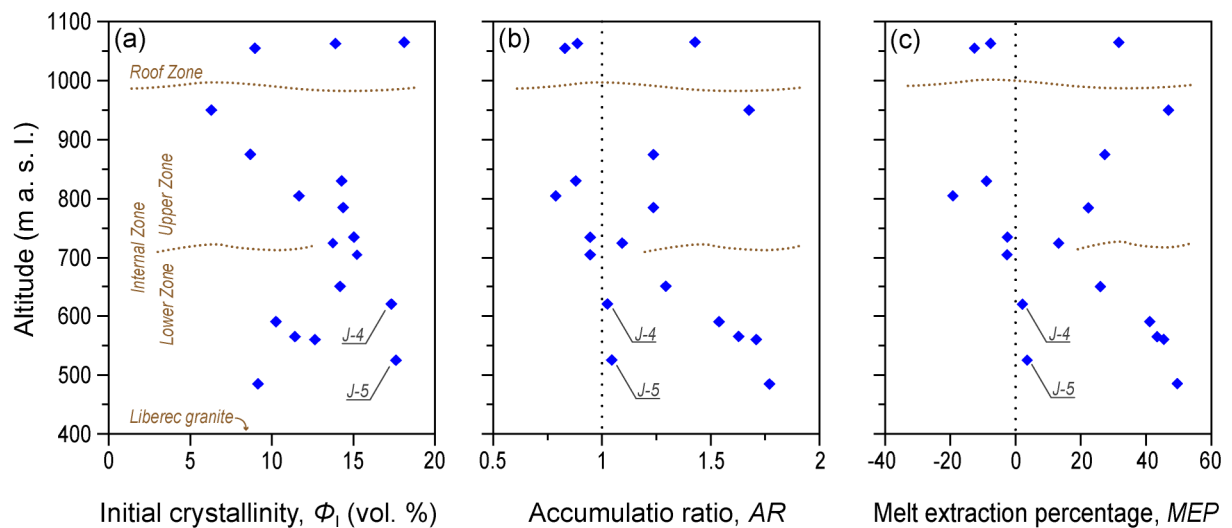 Altitude (m a. s. l.)
1100
1000
900
800
700
600
500
400
(a)
Roof Zone
Internal Zone
Upper Zone
Lower Zone
J-4
J-5
Liberec granite
0
5
10
15
20
Initial crystallinity, ΦI (vol. %)
(b)
J-4
J-5
0.5
1
1.5
2
Accumulatio ratio, AR
(c)
J-4
J-5
-40
-20
0
20
40
60
Melt extraction percentage, MEP